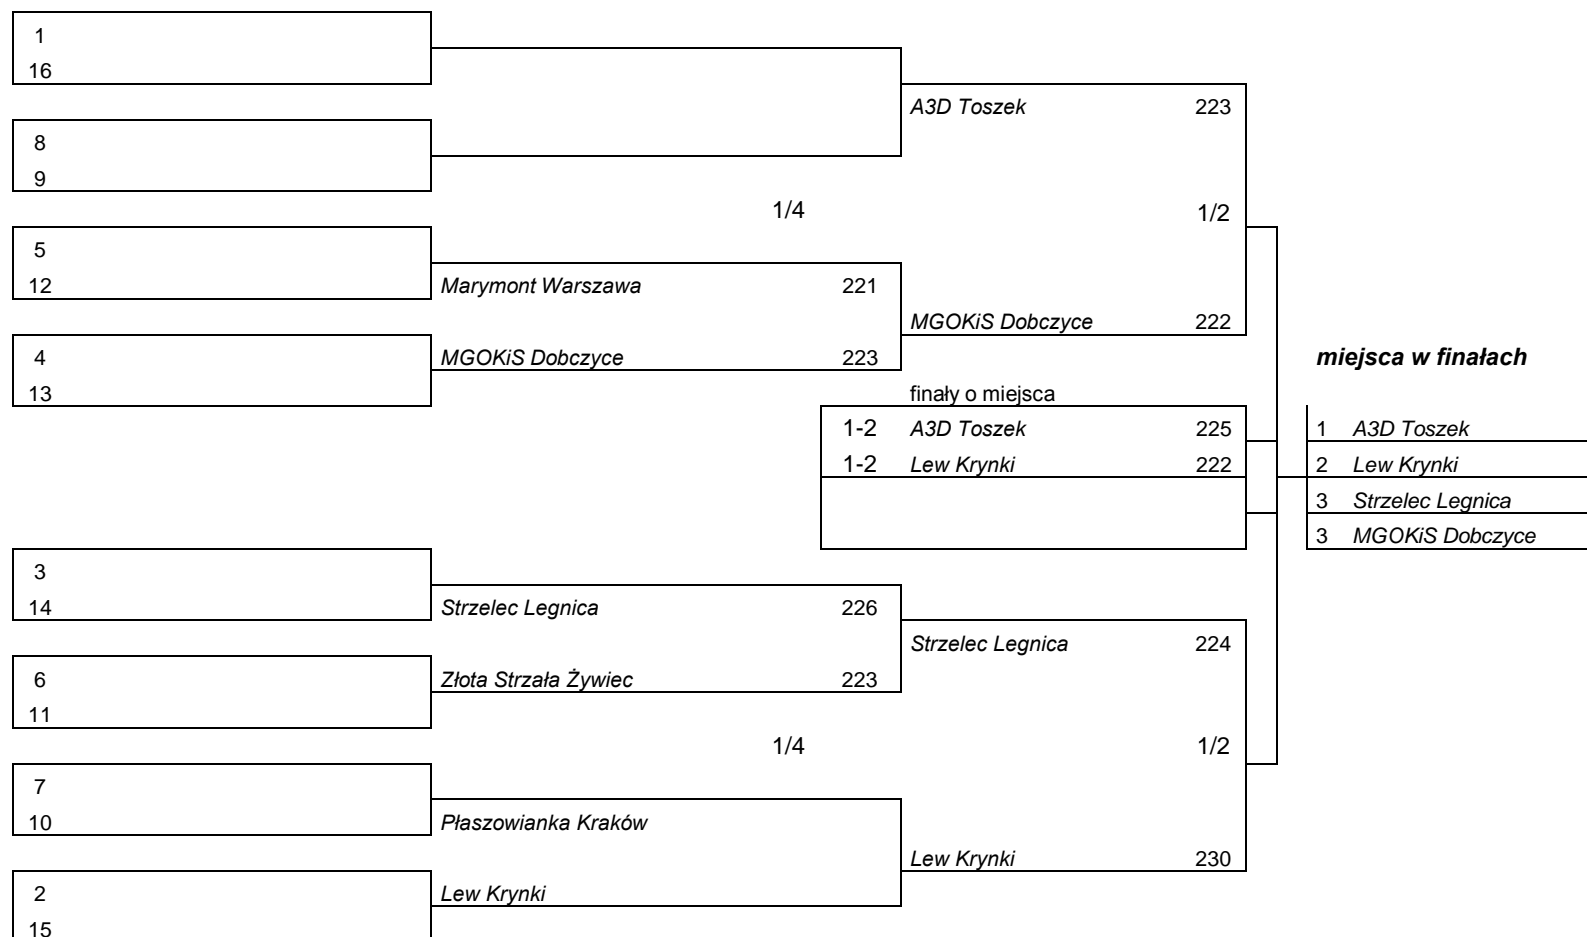 1
16
A3D Toszek 223
8
9
1/4 1/2
5
12 Marymont Warszawa 221
MGOKiS Dobczyce 222
4 MGOKiS Dobczyce 223 miejsca w finałach
13 finały o miejsca
1-2 A3D Toszek 225 1 A3D Toszek
1-2 Lew Krynki 222 2 Lew Krynki
3 Strzelec Legnica
3 MGOKiS Dobczyce
3
14 Strzelec Legnica 226
Strzelec Legnica 224
6 Złota Strzała Żywiec 223
11
1/4 1/2
7
10 Płaszowianka Kraków
Lew Krynki 230
2 Lew Krynki
15